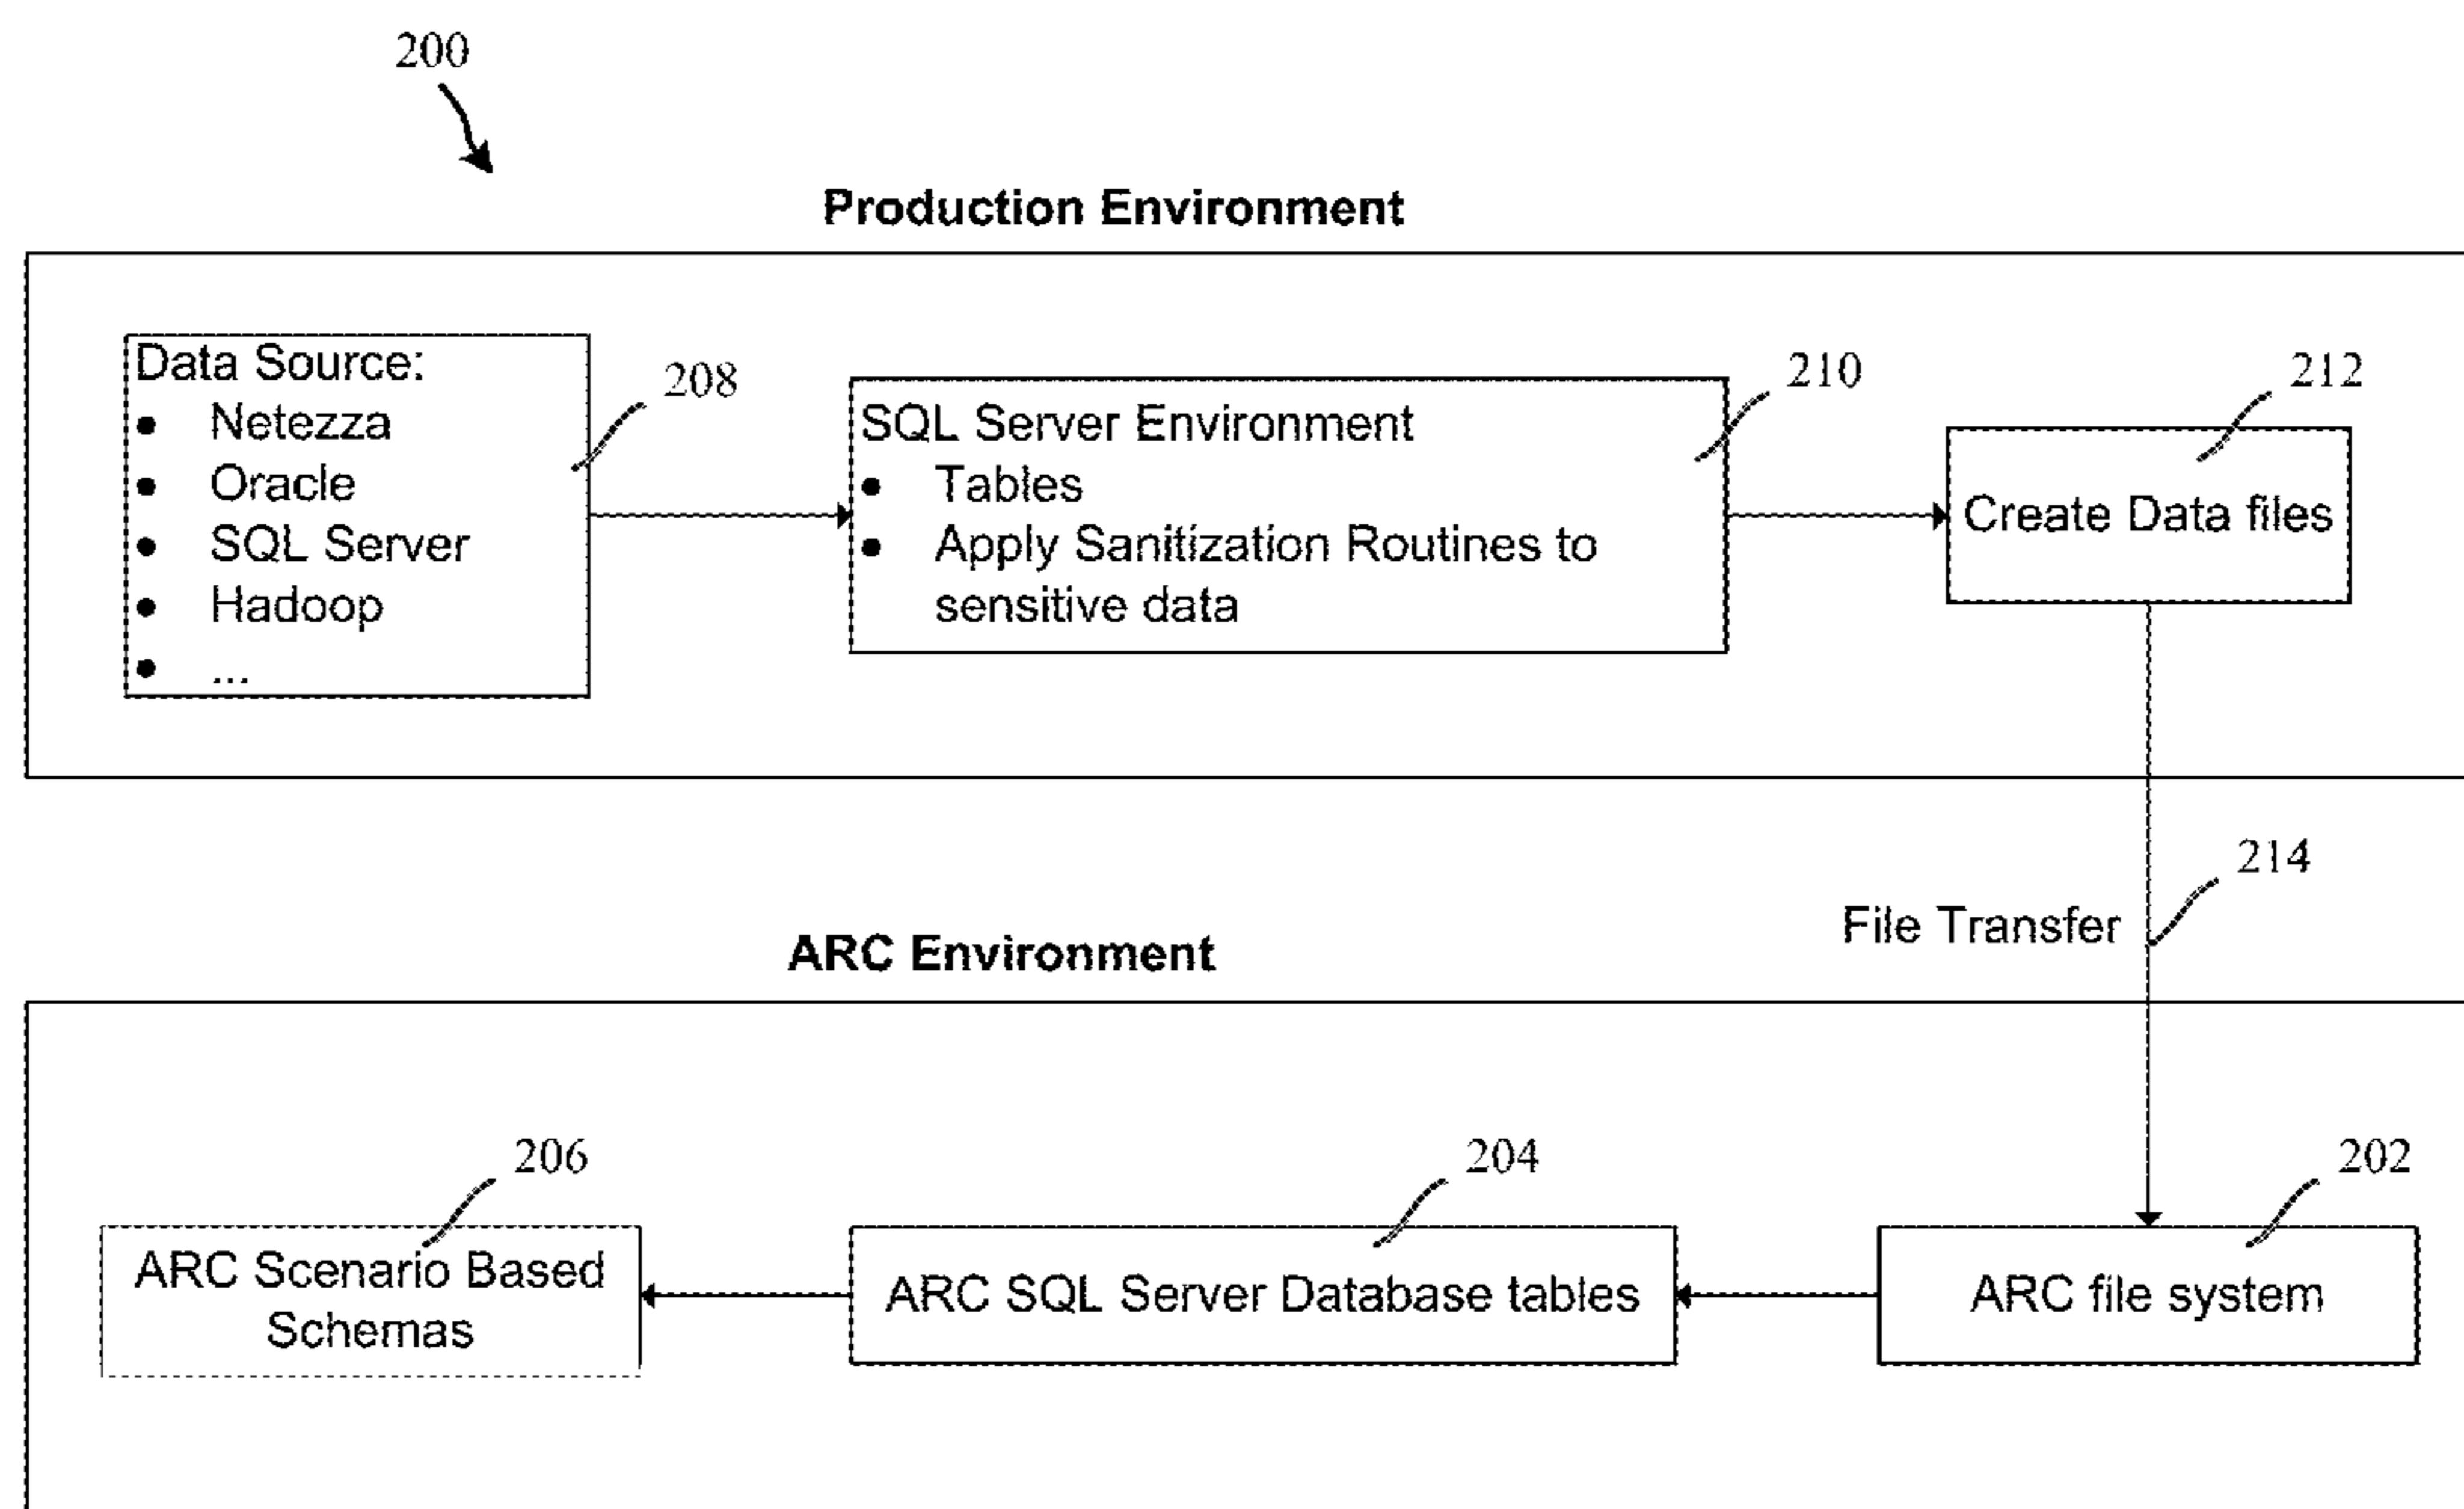 200
Production Environment
Data Source:
• Netezza
• Oracle
• SQL Server
• Hadoop
• ...
208
SQL Server Environment
• Tables
• Apply Sanitization Routines to
sensitive data
210
212
Create Data files
214
File Transfer
ARC Environment
206
ARC Scenario Based
Schemas
204
ARC SQL Server Database tables
202
ARC file system